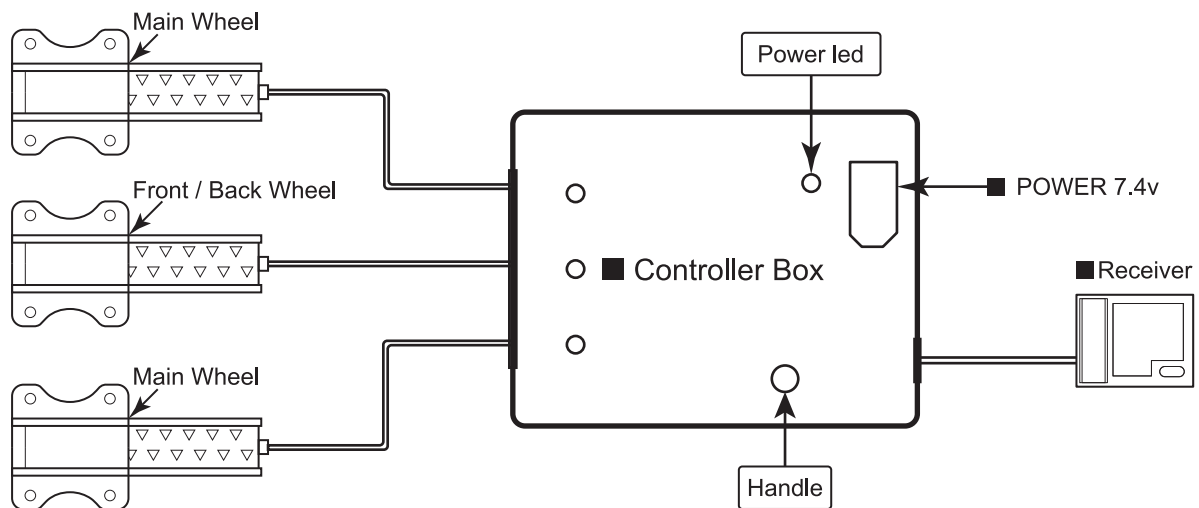 Main Wheel
Power led
Front / Back Wheel
POWER 7.4v
Controller Box
Receiver
Main Wheel
Handle